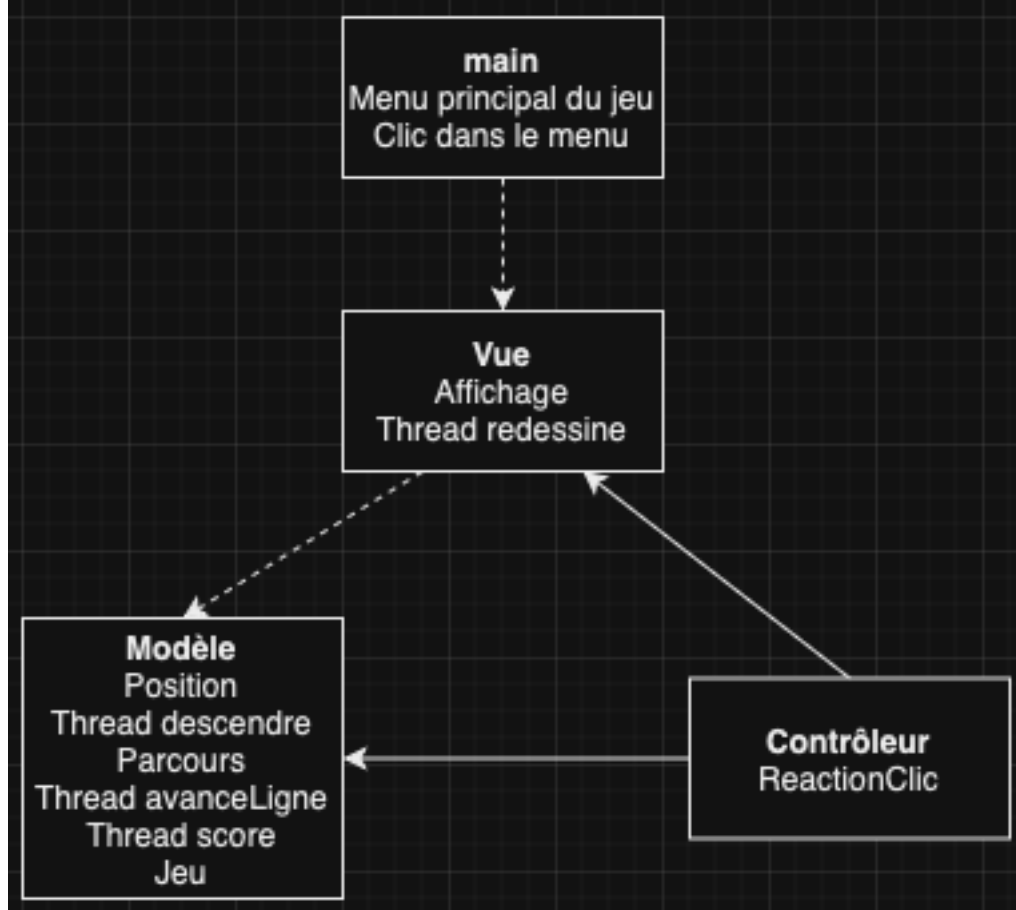 main
Menu principal du jeu
Clic dans le menu
Vue
Affichage
Thread redessine
Modèle
Position
Thread descendre
Parcours
Thread avanceLigne
Thread score
Jeu
Contrôleur
ReactionClic